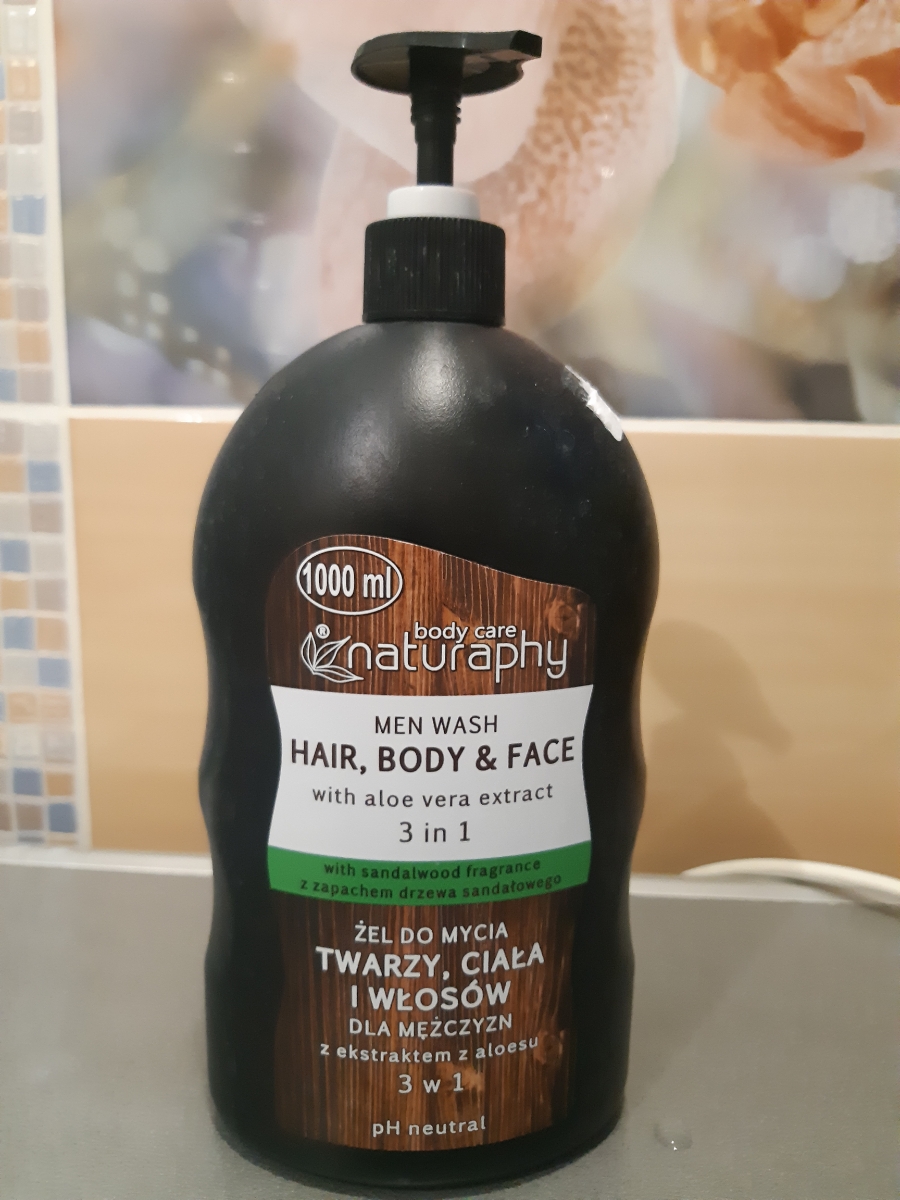 1000 ml
body care
®naturaphy
MEN WASH
HAIR, BODY & FACE
with aloe vera extract
3 in 1
with sandalwood fragrance
z zapachem drzewa sandałowego
ŻEL DO MYCIA
TWARZY, CIAŁA
I WŁOSÓW
DLA MĘŻCZYZN
z ekstraktem z aloesu
3 w 1
pH neutral